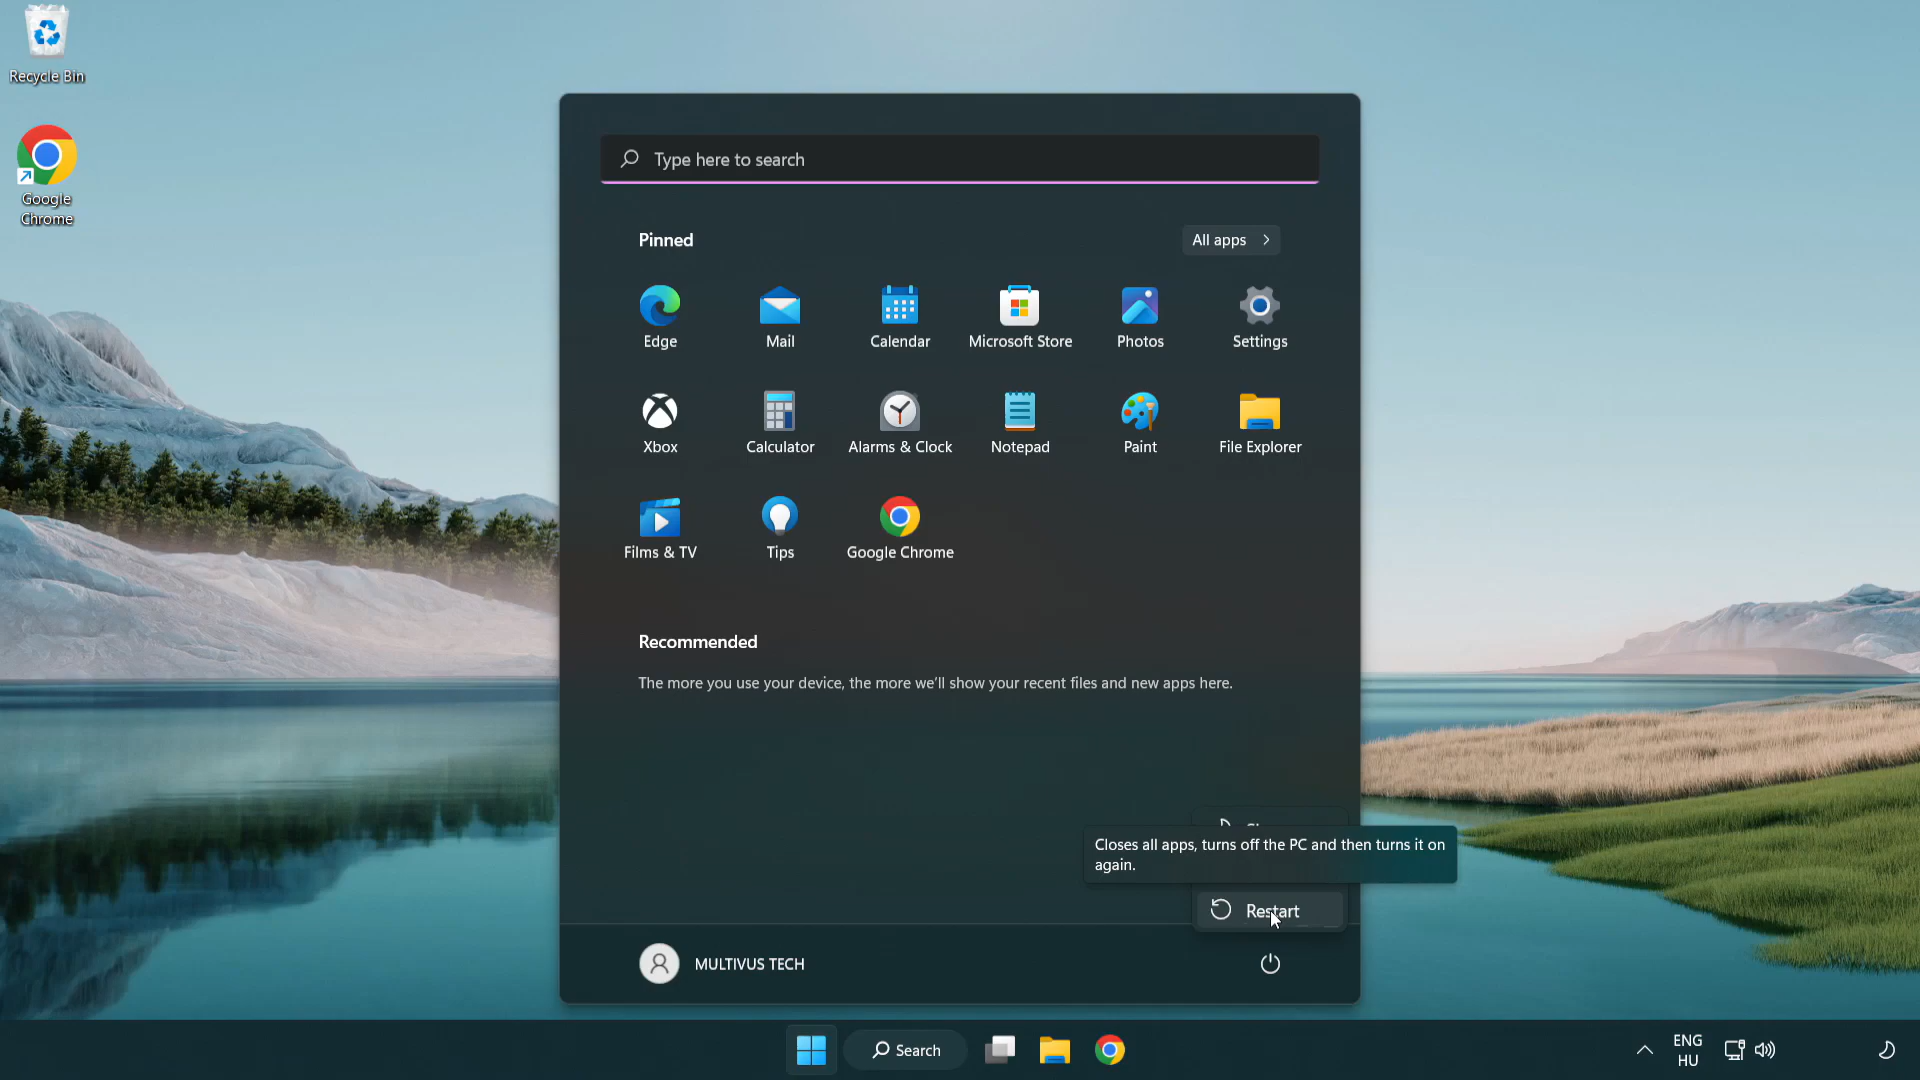 Recycle Bin
Google
Chrome
Type here to search
Pinned
All apps
Edge
Mail
Calendar
Microsoft Store
Photos
Settings
Xbox
Calculator
Alarms & Clock
Notepad
Paint
File Explorer
Films & TV
Tips
Google Chrome
Recommended
The more you use your device, the more we'll show your recent files and new apps here.
Closes all apps, turns off the PC and then turns it on
again.
Restart
MULTIVUS TECH
Search
ENG
HU